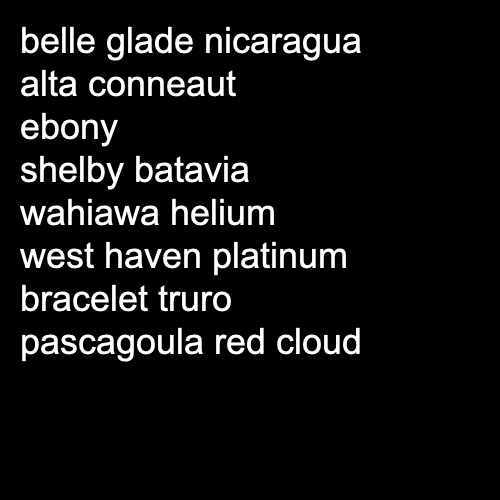 belle glade nicaragua
alta conneaut
ebony
shelby batavia
wahiawa helium
west haven platinum
bracelet truro
pascagoula red cloud